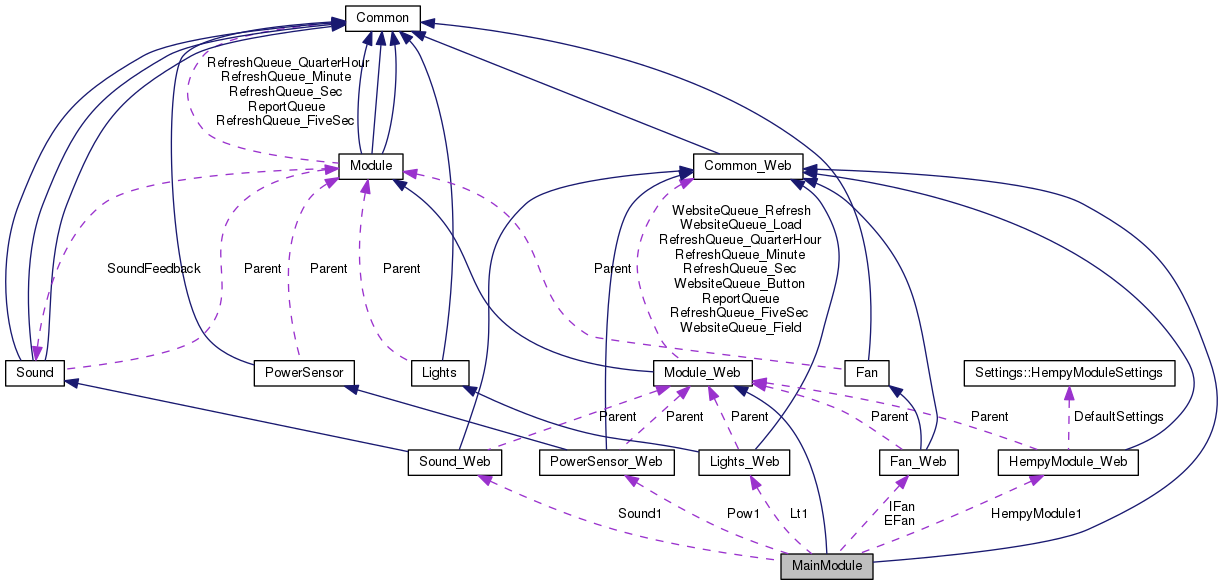 Common
RefreshQueue_QuarterHour
RefreshQueue_Minute
RefreshQueue_Sec
ReportQueue
RefreshQueue_FiveSec
Module
Common_Web
WebsiteQueue_Refresh
WebsiteQueue_Load
RefreshQueue_QuarterHour
RefreshQueue_Minute
RefreshQueue_Sec
WebsiteQueue_Button
ReportQueue
RefreshQueue_FiveSec
WebsiteQueue_Field
SoundFeedback
Parent
Parent
Parent
Parent
Sound
PowerSensor
Lights
Module_Web
Fan
Settings::HempyModuleSettings
Parent
Parent
Parent
Parent
Parent
DefaultSettings
Sound_Web
PowerSensor_Web
Lights_Web
Fan_Web
HempyModule_Web
Sound1
Pow1
Lt1
IFan
EFan
HempyModule1
MainModule